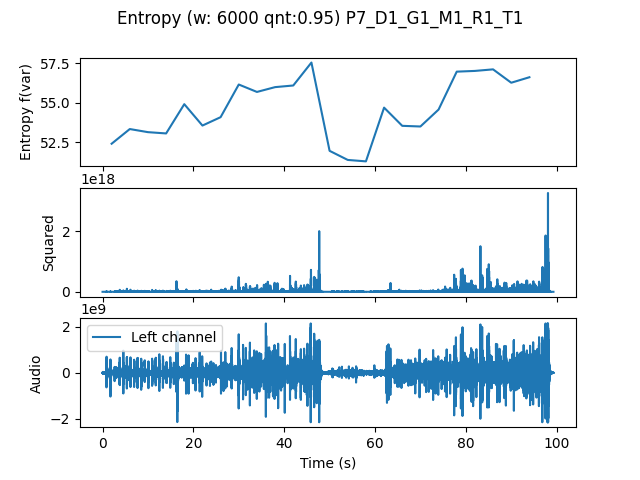 Entropy (w: 6000 qnt:0.95) P7_D1_G1_M1_R1_T1
57.5
55.0
52.5
Entropy f(var)
1e18
2
0
Squared
1e9
2
0
−2
Audio
Left channel
0 20 40 60 80 100
Time (s)